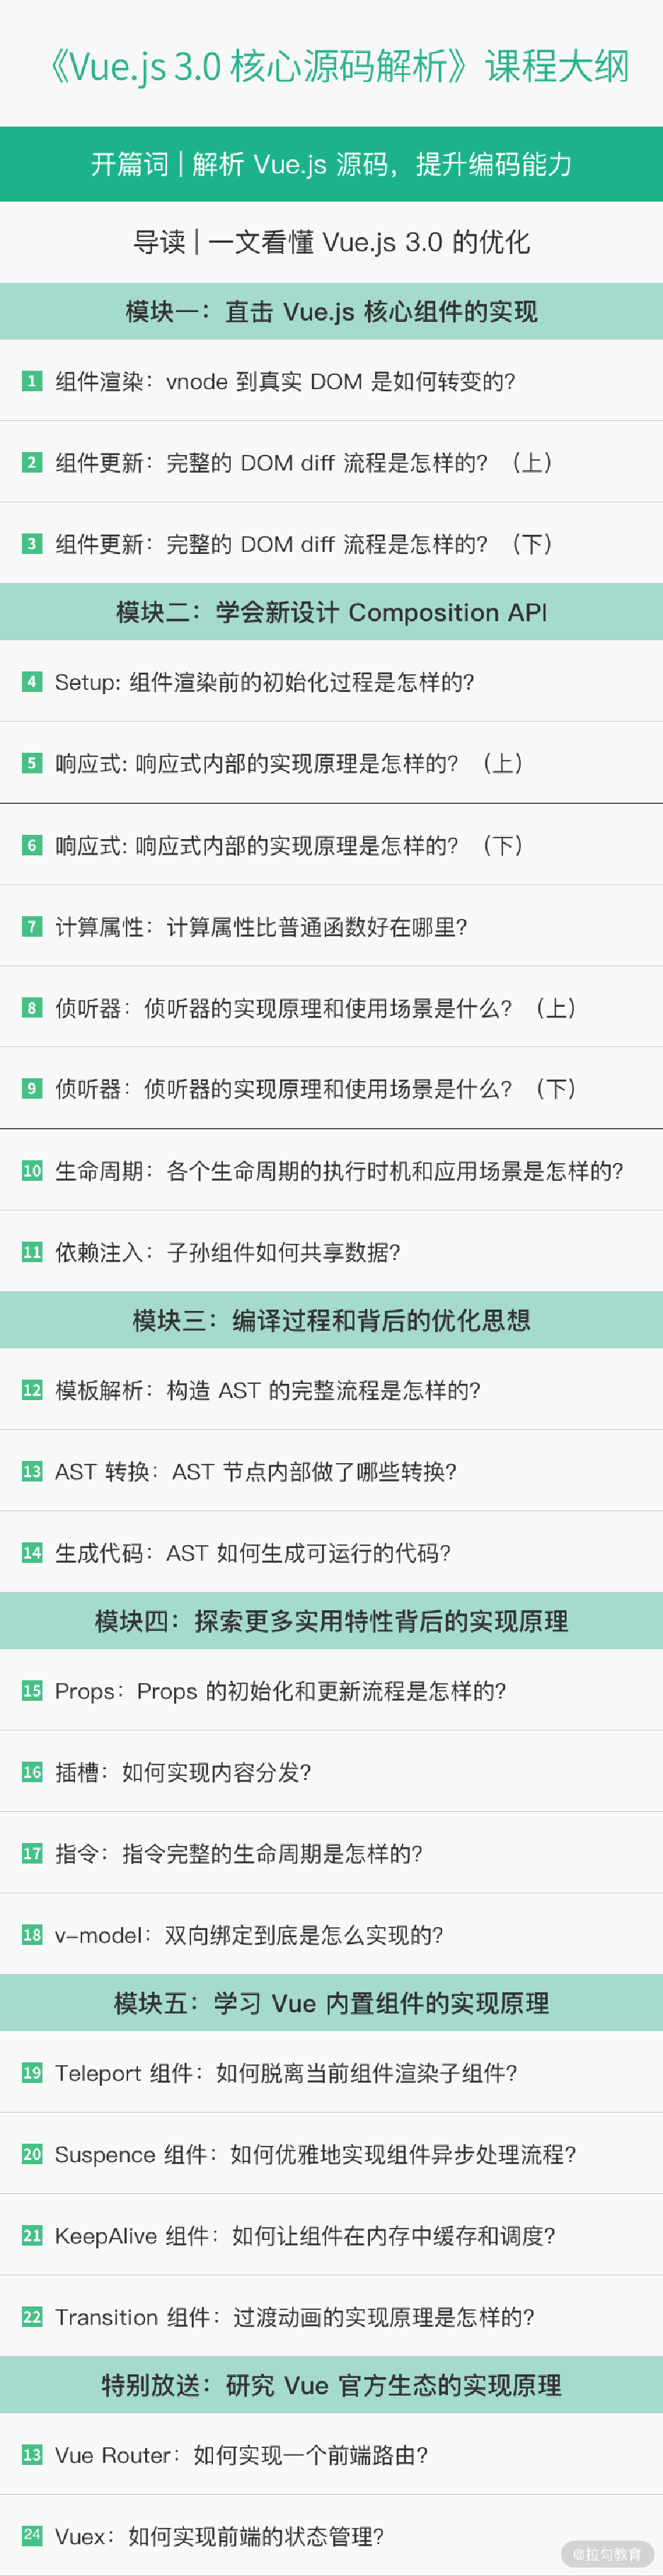 《Vue.js 3.0 核心源码解析》课程大纲
开篇词 | 解析 Vue.js 源码，提升编码能力
导读 | 一文看懂 Vue.js 3.0 的优化
模块一：直击 Vue.js 核心组件的实现
1 组件渲染：vnode 到真实 DOM 是如何转变的?
2 组件更新：完整的 DOM diff 流程是怎样的? （上）
3 组件更新：完整的 DOM diff 流程是怎样的? （下）
模块二：学会新设计 Composition API
4 Setup: 组件渲染前的初始化过程是怎样的?
5 响应式: 响应式内部的实现原理是怎样的? （上）
6 响应式: 响应式内部的实现原理是怎样的? （下）
7 计算属性：计算属性比普通函数好在哪里?
8 侦听器：侦听器的实现原理和使用场景是什么? （上）
9 侦听器：侦听器的实现原理和使用场景是什么? （下）
10 生命周期：各个生命周期的执行时机和应用场景是怎样的?
11 依赖注入：子孙组件如何共享数据?
模块三：编译过程和背后的优化思想
12 模板解析：构造 AST 的完整流程是怎样的?
13 AST 转换：AST 节点内部做了哪些转换?
14 生成代码：AST 如何生成可运行的代码?
模块四：探索更多实用特性背后的实现原理
15 Props：Props 的初始化和更新流程是怎样的?
16 插槽：如何实现内容分发?
17 指令：指令完整的生命周期是怎样的?
18 v-model：双向绑定到底是怎么实现的?
模块五：学习 Vue 内置组件的实现原理
19 Teleport 组件：如何脱离当前组件渲染子组件?
20 Suspence 组件：如何优雅地实现组件异步处理流程?
21 KeepAlive 组件：如何让组件在内存中缓存和调度?
22 Transition 组件：过渡动画的实现原理是怎样的?
特别放送：研究 Vue 官方生态的实现原理
13 Vue Router：如何实现一个前端路由?
24 Vuex：如何实现前端的状态管理?
@拉勾教育